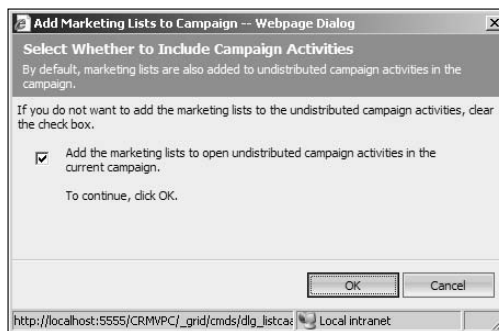 Add Marketing Lists to Campaign -- Webpage Dialog
Select Whether to Include Campaign Activities
By default, marketing lists are also added to undistributed campaign activities in the
campaign.
If you do not want to add the marketing lists to the undistributed campaign activities, clear
the check box.
Add the marketing lists to open undistributed campaign activities in the
current campaign.
To continue, click OK.
OK Cancel
http://localhost:5555/CRMVPC/_grid/cmds/dlg_listcaa Local intranet